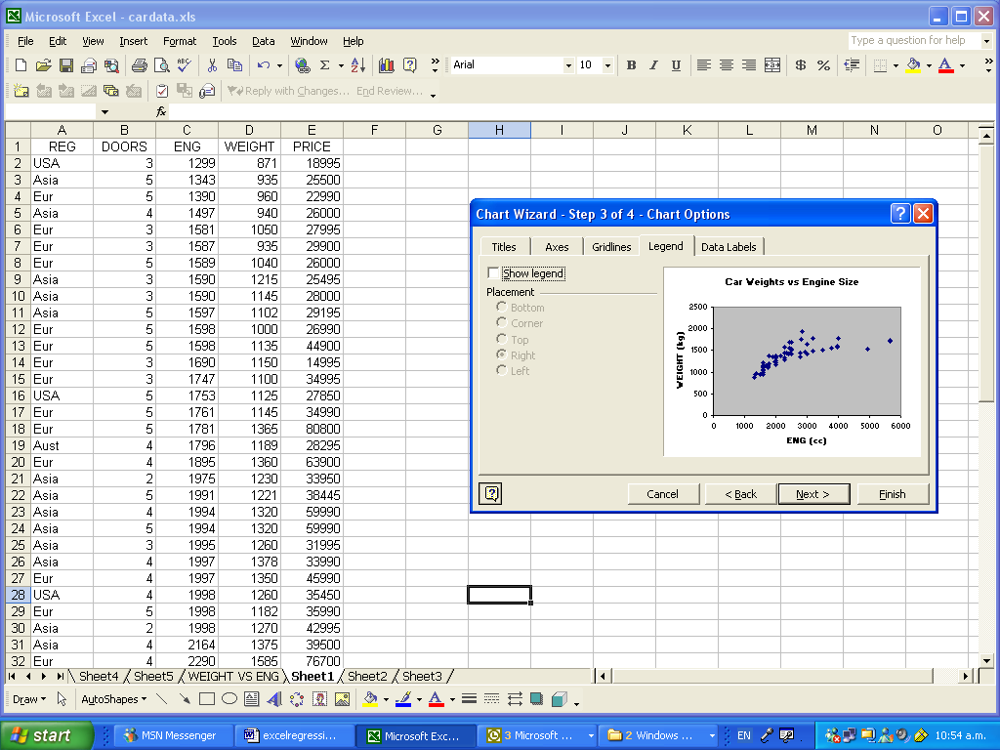 Microsoft Excel - cardata.xls
File Edit View Insert Format Tools Data Window Help
Type a question for help
Arial 10 B I U $ %
Reply with Changes... End Review...
fx
A B C D E F G H I J K L M N O
1 REG DOORS ENG WEIGHT PRICE
2 USA 3 1299 871 18995
3 Asia 5 1343 935 25500
4 Eur 5 1390 960 22990
5 Asia 4 1497 940 26000
6 Eur 3 1581 1050 27995
7 Eur 3 1587 935 29900
8 Eur 5 1589 1040 26000
9 Asia 3 1590 1215 25495
10 Asia 3 1590 1145 28000
11 Asia 5 1597 1102 29195
12 Eur 5 1598 1000 26990
13 Eur 5 1598 1135 44900
14 Eur 3 1690 1150 14995
15 Eur 3 1747 1100 34995
16 USA 5 1753 1125 27850
17 Eur 5 1761 1145 34990
18 Eur 5 1781 1365 80800
19 Aust 4 1796 1189 28295
20 Eur 4 1895 1360 63900
21 Asia 2 1975 1230 33950
22 Asia 5 1991 1221 38445
23 Asia 4 1994 1320 59990
24 Asia 5 1994 1320 59990
25 Asia 3 1995 1260 31995
26 Asia 4 1997 1378 33990
27 Eur 4 1997 1350 45990
28 USA 4 1998 1260 35450
29 Eur 5 1998 1182 35990
30 Asia 2 1998 1270 42995
31 Asia 4 2164 1375 39500
32 Eur 4 2290 1585 76700
Chart Wizard - Step 3 of 4 - Chart Options
Titles Axes Gridlines Legend Data Labels
Show legend
Placement
Bottom
Corner
Top
Right
Left
Car Weights vs Engine Size
WEIGHT (kg)
2500
2000
1500
1000
500
0
0 1000 2000 3000 4000 5000 6000
ENG (cc)
Cancel < Back Next > Finish
Sheet4 Sheet5 WEIGHT VS ENG Sheet1 Sheet2 Sheet3
Draw AutoShapes
start MSN Messenger excelregressi... Microsoft Exc... 3 Microsoft ... 2 Windows ... EN 10:54 a.m.